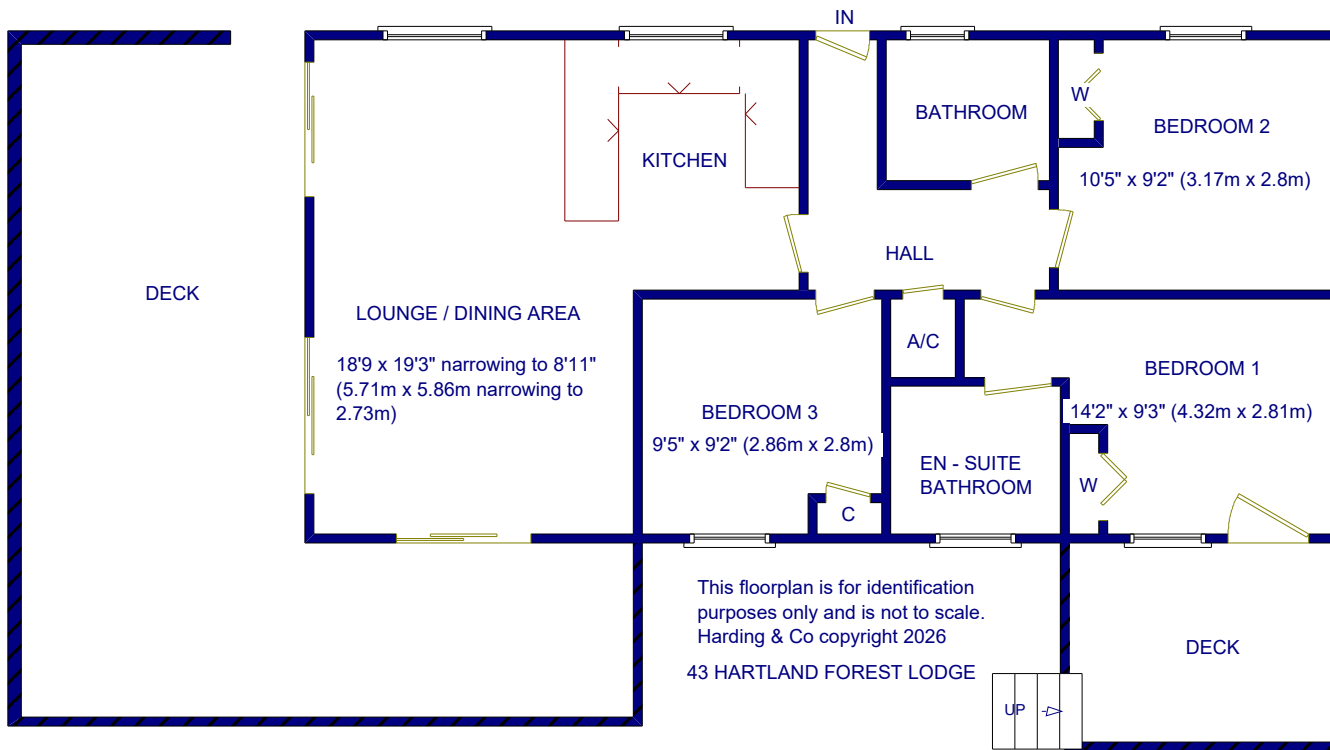 IN
BATHROOM
W
BEDROOM 2
10'5" x 9'2" (3.17m x 2.8m)
KITCHEN
HALL
DECK
LOUNGE / DINING AREA
18'9 x 19'3" narrowing to 8'11"
(5.71m x 5.86m narrowing to
2.73m)
A/C
BEDROOM 1
14'2" x 9'3" (4.32m x 2.81m)
BEDROOM 3
9'5" x 9'2" (2.86m x 2.8m)
EN - SUITE
BATHROOM
W
C
This floorplan is for identification
purposes only and is not to scale.
Harding & Co copyright 2026
43 HARTLAND FOREST LODGE
DECK
UP